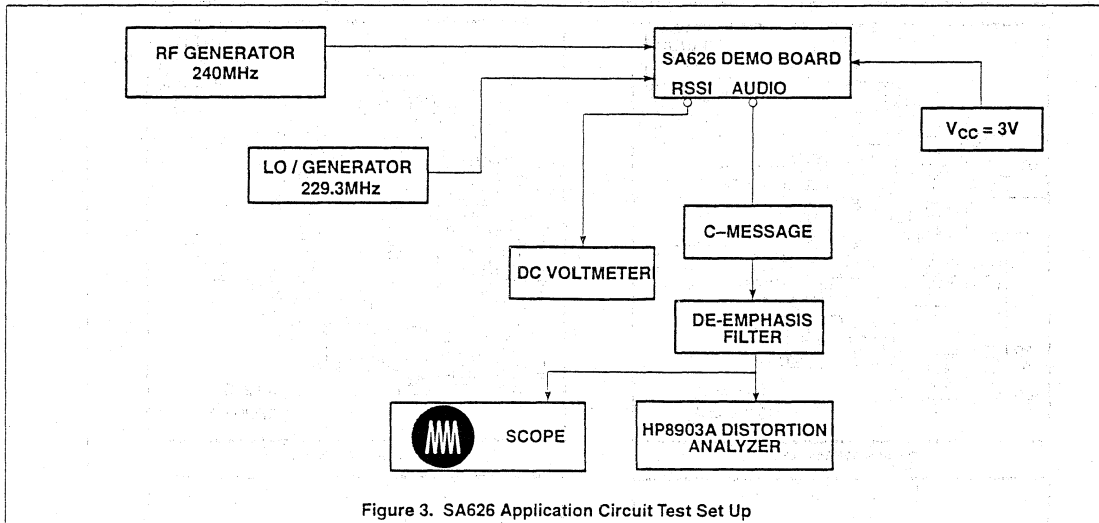 RF GENERATOR
240MHz
SA626 DEMO BOARD
RSSI AUDIO
VCC = 3V
LO / GENERATOR
229.3MHz
C–MESSAGE
DC VOLTMETER
DE-EMPHASIS
FILTER
SCOPE
HP8903A DISTORTION
ANALYZER
Figure 3. SA626 Application Circuit Test Set Up